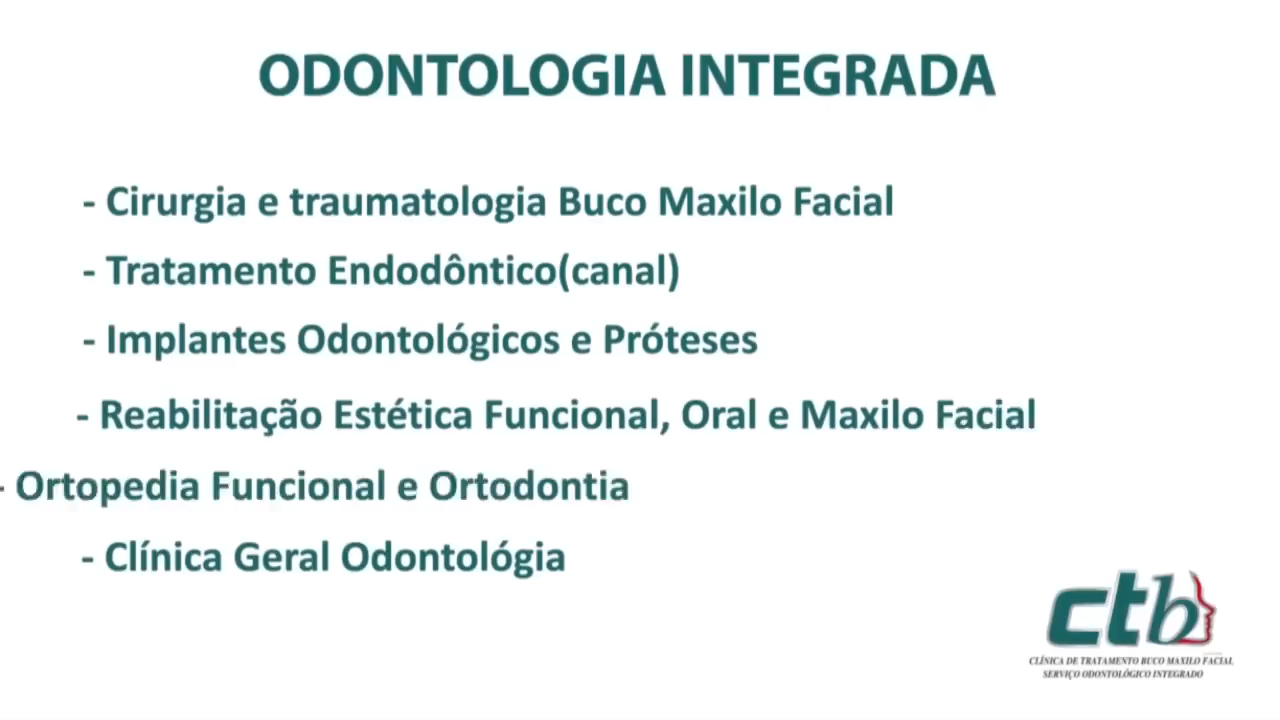 ODONTOLOGIA INTEGRADA
- Cirurgia e traumatologia Buco Maxilo Facial
- Tratamento Endodôntico(canal)
- Implantes Odontológicos e Próteses
- Reabilitação Estética Funcional, Oral e Maxilo Facial
- Ortopedia Funcional e Ortodontia
- Clínica Geral Odontológia
ctb
CLÍNICA DE TRATAMENTO BUCO MAXILO FACIAL
SERVIÇO ODONTOLÓGICO INTEGRADO